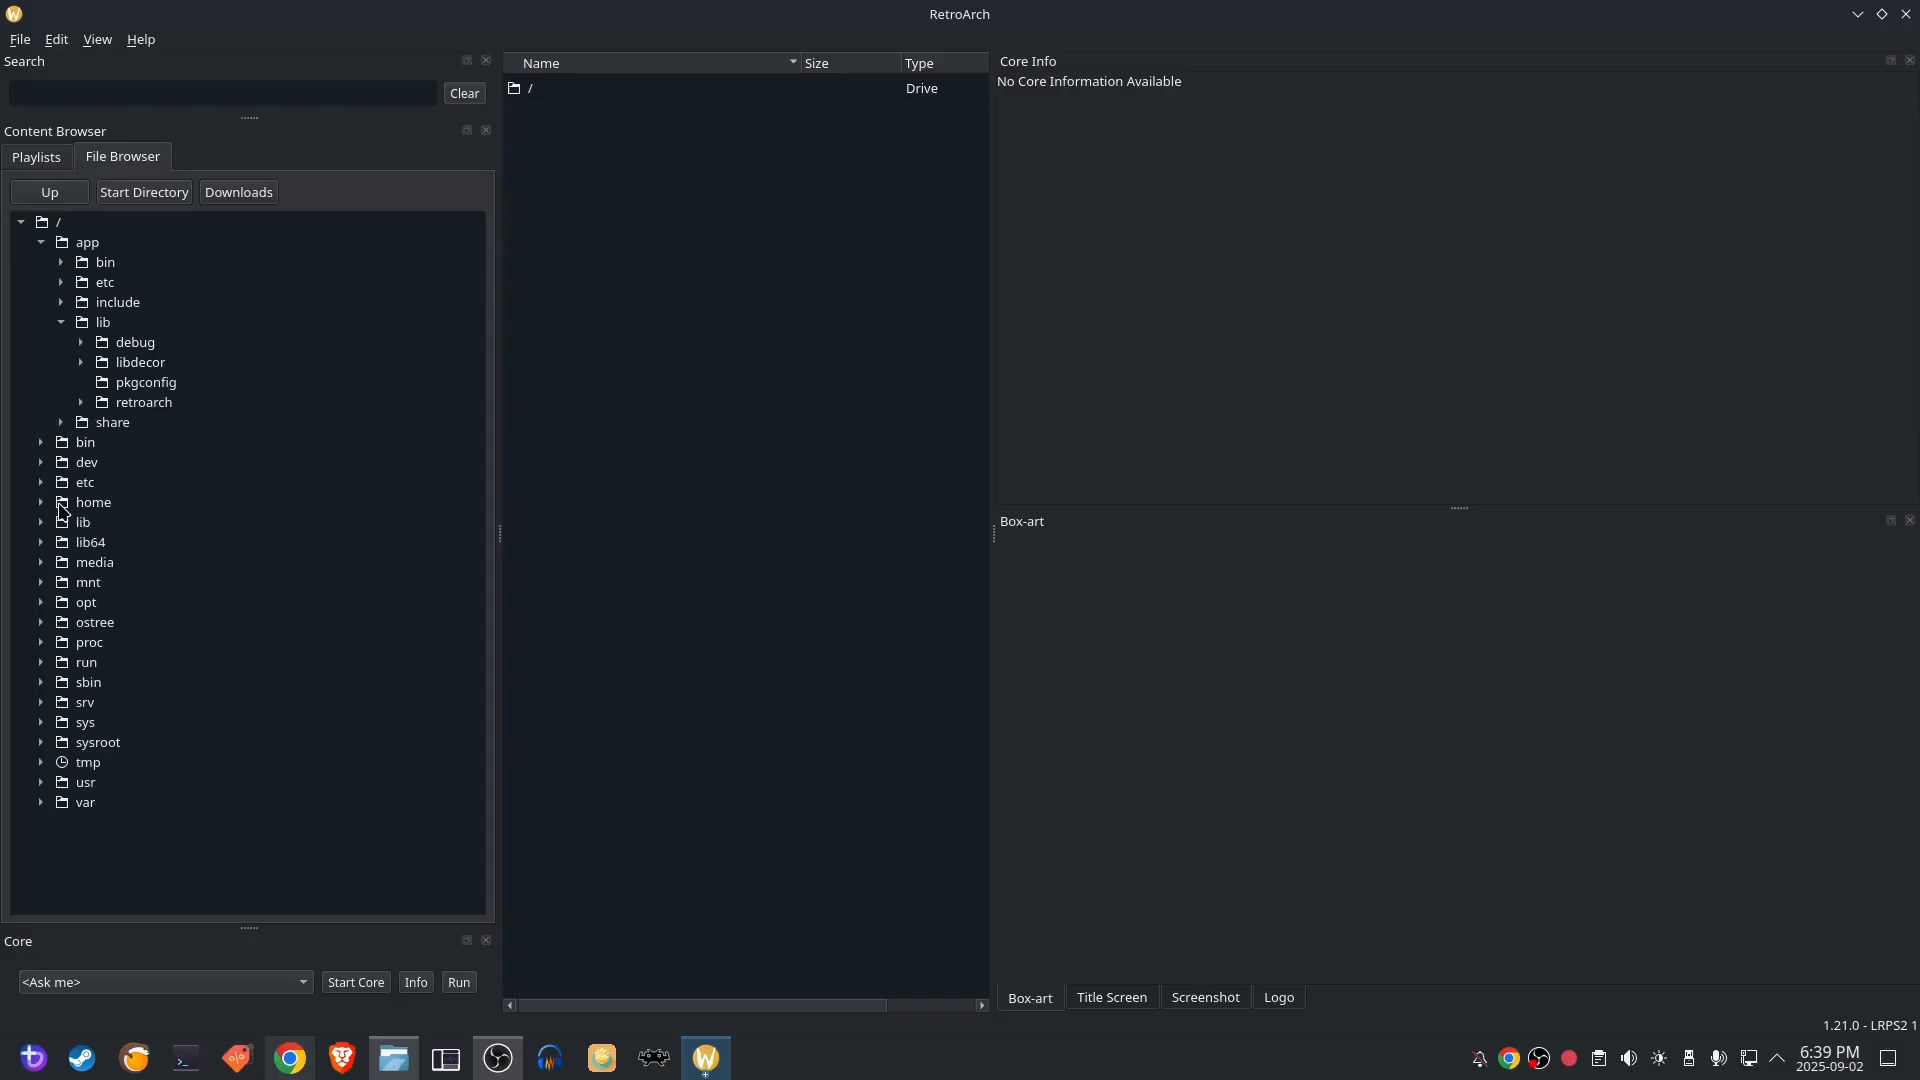 RetroArch
File Edit View Help
Search
Clear
Content Browser
Playlists File Browser
Up Start Directory Downloads
/
app
bin
etc
include
lib
debug
libdecor
pkgconfig
retroarch
share
bin
dev
etc
home
lib
lib64
media
mnt
opt
ostree
proc
run
sbin
srv
sys
sysroot
tmp
usr
var
Core
<Ask me> Start Core Info Run
Name Size Type
/ Drive
Core Info
No Core Information Available
Box-art
Box-art Title Screen Screenshot Logo
1.21.0 - LRPS2 1
6:39 PM
2025-09-02